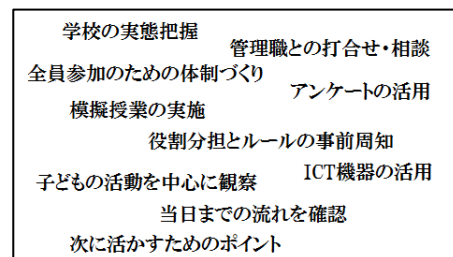 学校の実態把握
管理職との打合せ・相談
全員参加のための体制づくり
アンケートの活用
模擬授業の実施
役割分担とルールの事前周知
ICT機器の活用
子どもの活動を中心に観察
当日までの流れを確認
次に活かすためのポイント